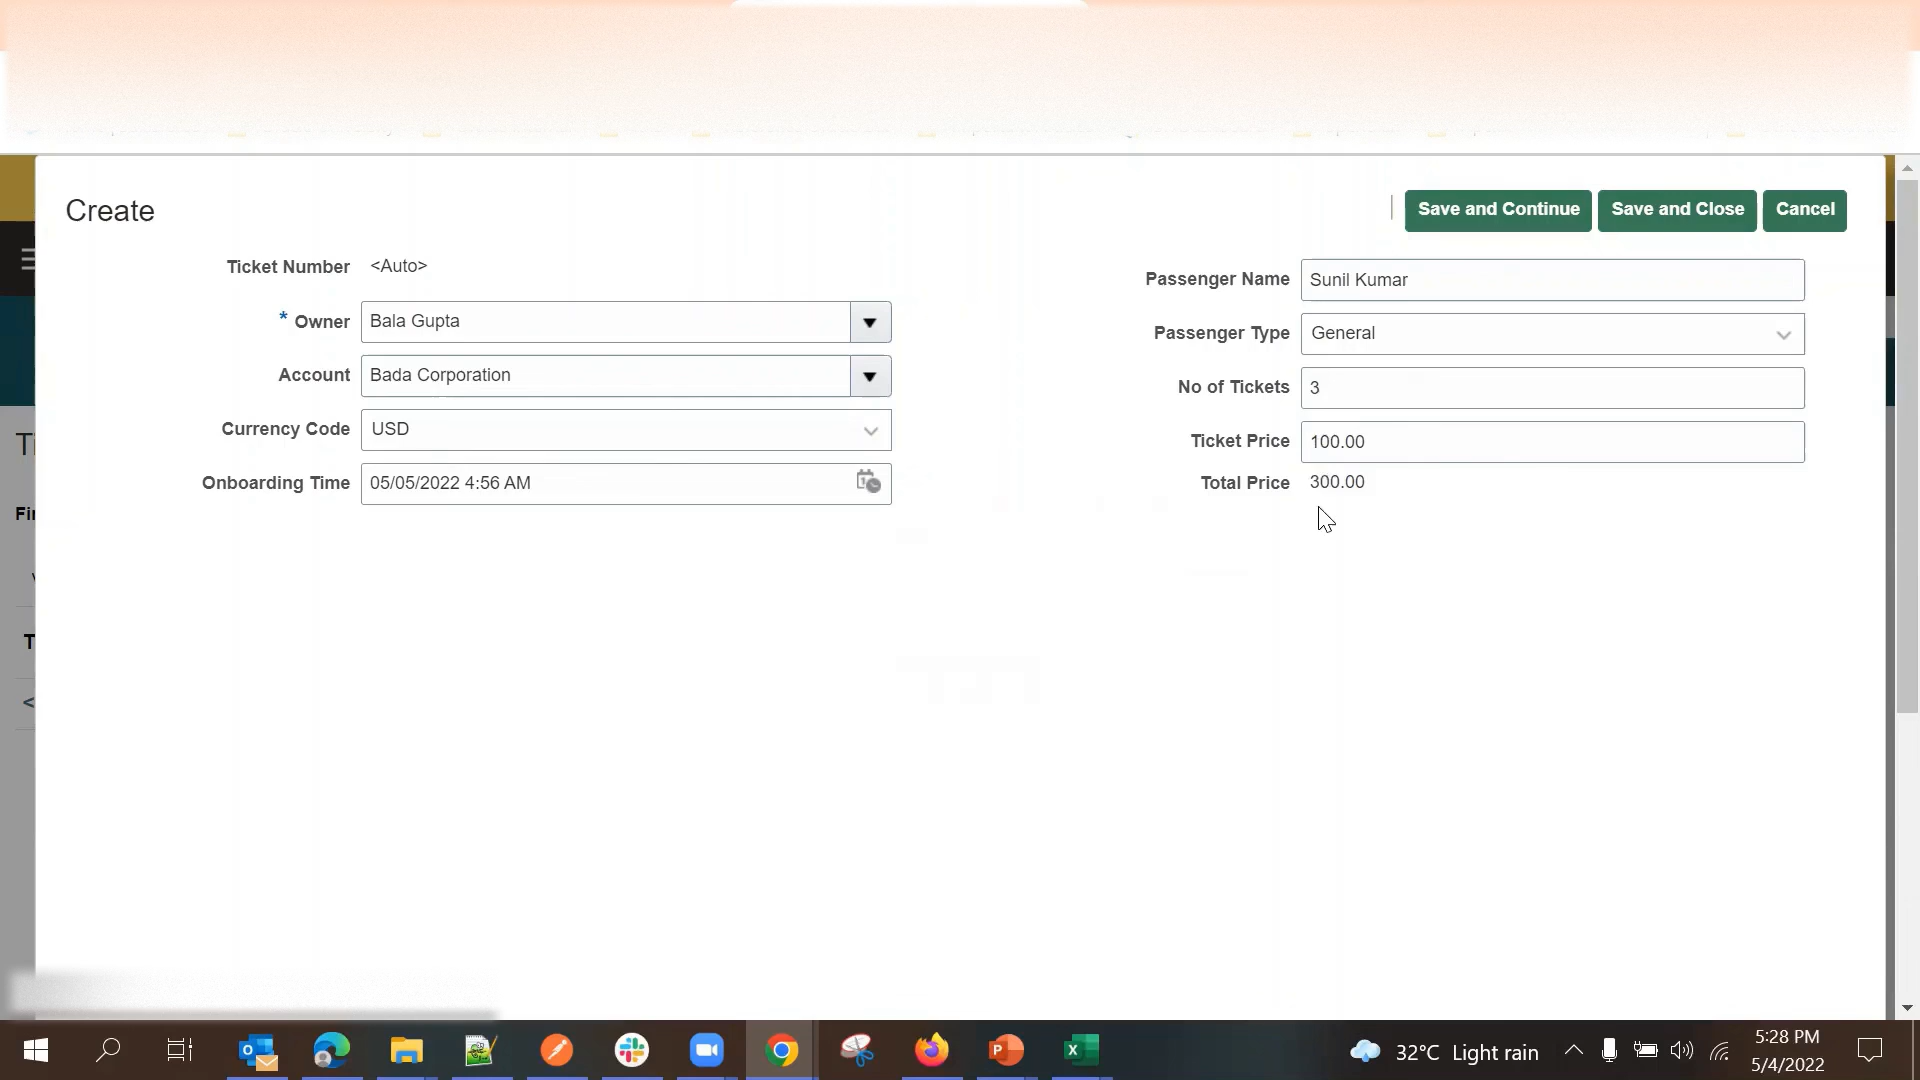 Create
Save and Continue
Save and Close
Cancel
Ticket Number <Auto>
* Owner Bala Gupta
Account Bada Corporation
Currency Code USD
Onboarding Time 05/05/2022 4:56 AM
Passenger Name Sunil Kumar
Passenger Type General
No of Tickets 3
Ticket Price 100.00
Total Price 300.00
32°C Light rain
5:28 PM
5/4/2022